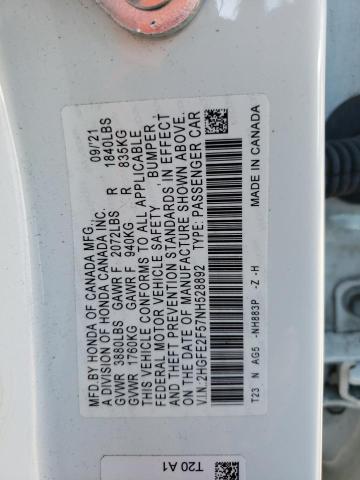 MFD. BY HONDA OF CANADA MFG. 09/'21
A DIVISION OF HONDA CANADA INC.
GVWR 3880LBS GAWR F 2072LBS R 1840LBS
GVWR 1760KG GAWR F 940KG R 835KG
THIS VEHICLE CONFORMS TO ALL APPLICABLE
FEDERAL MOTOR VEHICLE SAFETY, BUMPER,
AND THEFT PREVENTION STANDARDS IN EFFECT
ON THE DATE OF MANUFACTURE SHOWN ABOVE.
V.I.N: 2HGFE2F57NH528892 TYPE: PASSENGER CAR
T23 N AG5 -NH883P -Z -H MADE IN CANADA
T20 A1